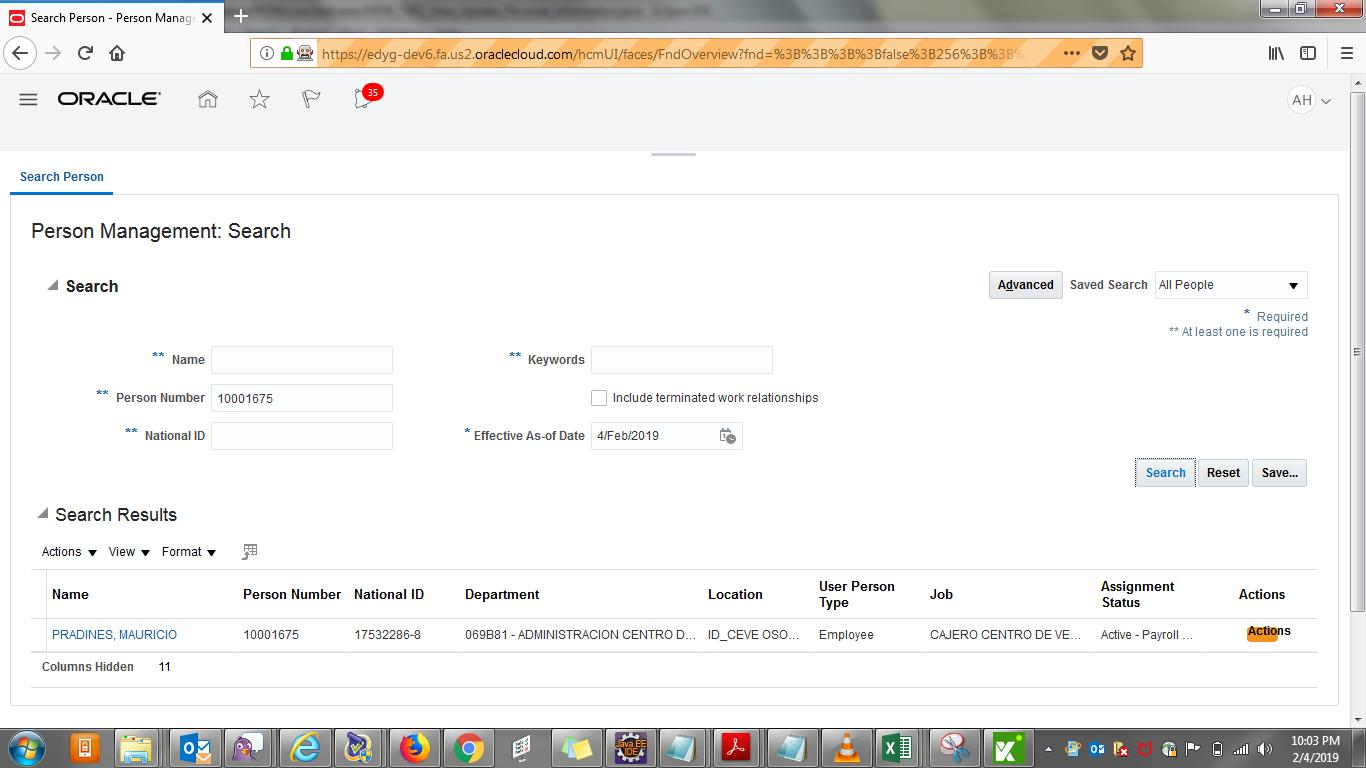 Search Person - Person Manage
https://edyg-dev6.fa.us2.oraclecloud.com/hcmUI/faces/FndOverview?fnd=%3B%3B%3B%3Bfalse%3B256%3B%3B%
ORACLE
35
AH
Search Person
Person Management: Search
Search
Advanced
Saved Search
All People
* Required
** At least one is required
** Name
** Keywords
** Person Number
10001675
Include terminated work relationships
** National ID
* Effective As-of Date
4/Feb/2019
Search
Reset
Save...
Search Results
Actions
View
Format
Name
Person Number
National ID
Department
Location
User Person
Type
Job
Assignment
Status
Actions
PRADINES, MAURICIO
10001675
17532286-8
069B81 - ADMINISTRACION CENTRO D...
ID_CEVE OSO...
Employee
CAJERO CENTRO DE VE...
Active - Payroll ...
Actions
Columns Hidden
11
Java EE
IDE
10:03 PM
2/4/2019